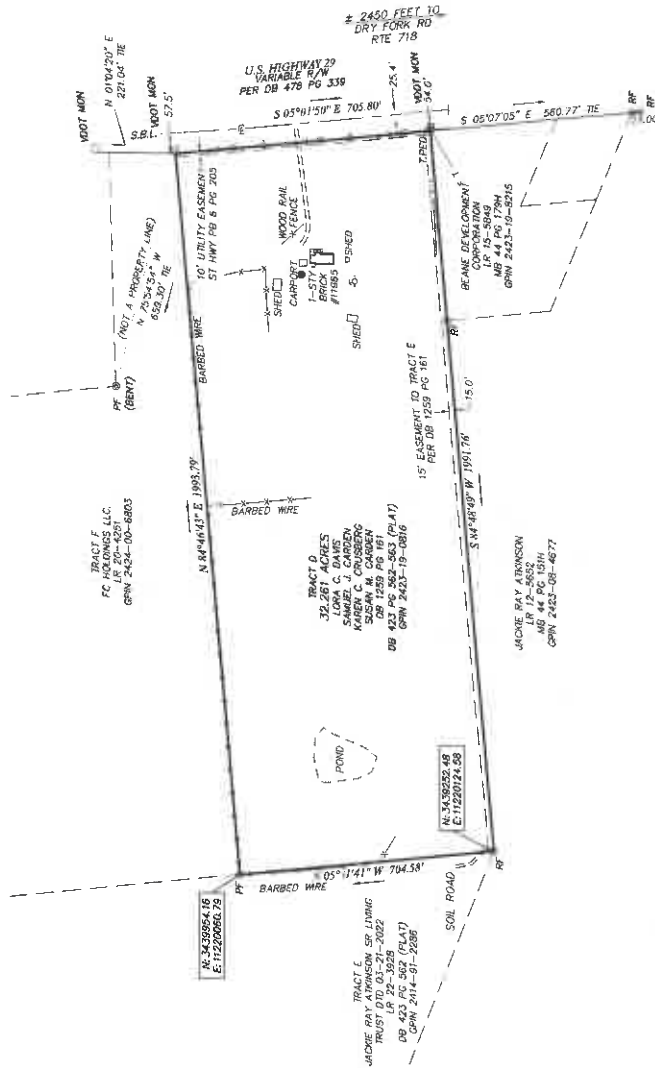 ± 2450 FEET TO
DRY FORK RD
RTE 718
U.S. HIGHWAY 29
VARIABLE R/W
PER DB 478 PG 339
N 01°04'20" E
221.04' TIE
VDOT MON
VDOT MON
57.5'
S.B.L.
S 05°01'50" E 705.80'
25.4'
VDOT MON
54.0'
S 05°07'05" E 560.77' TIE
RF
RF
T.PED
10' UTILITY EASEMEN
ST HWY PB 6 PG 205
WOOD RAIL
FENCE
SHED
CARPORT
1-STY
BRICK
#11985
SHED
SHED
(NOT A PROPERTY LINE)
659.30' TIE
PF
(BENT)
BARBED WIRE
BEANE DEVELOPMENT
CORPORATION
LR 15-5849
MB 44 PG 179H
GPIN 2423-19-8215
15' EASEMENT TO TRACT E
PER DB 1259 PG 161
15.0'
N 84°46'43" E 1993.79'
BARBED WIRE
TRACT F
FC HOLDINGS LLC.
LR 20-4251
GPIN 2424-00-6803
TRACT D
32.261 ACRES
LORA C. DAVIS
SAMUEL J. CARDEN
KAREN C. CRUSBERG
SUSAN M. CARDEN
DB 1259 PG 161
DB 423 PG 562-563 (PLAT)
GPIN 2423-19-0816
S 84°48'49" W 1991.76'
JACKIE RAY ATKINSON
LR 12-5652
MB 44 PG 151H
GPIN 2423-08-4677
POND
N: 3439252.48
E: 11220124.58
N: 3439954.16
E: 11220060.79
PF
BARBED WIRE
704.58'
RF
SOIL ROAD
TRACT E
JACKIE RAY ATKINSON SR LIVING
TRUST DTD 03-21-2022
LR 22-3928
DB 423 PG 562 (PLAT)
GPIN 2414-91-2286